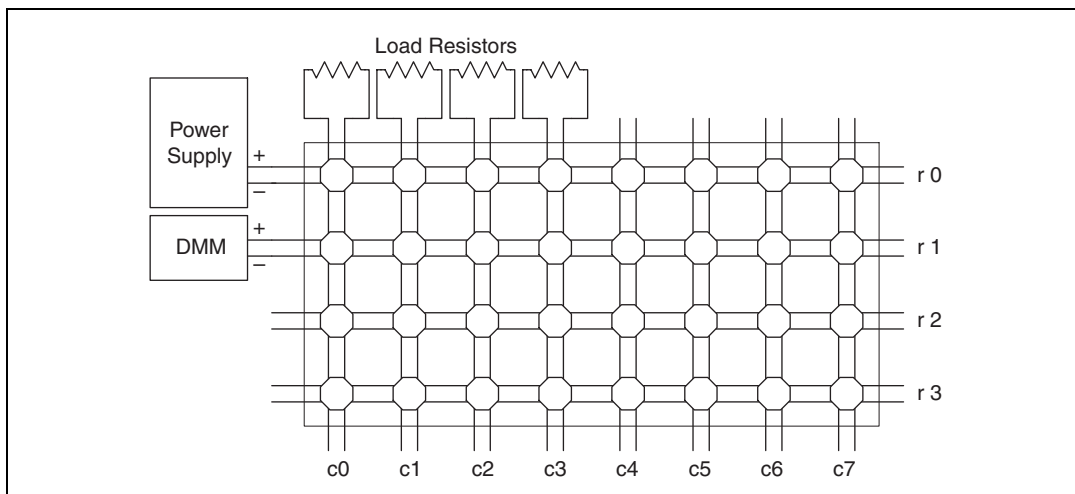 Load Resistors
Power
Supply
+
–
DMM
+
–
r 0
r 1
r 2
r 3
c0 c1 c2 c3 c4 c5 c6 c7